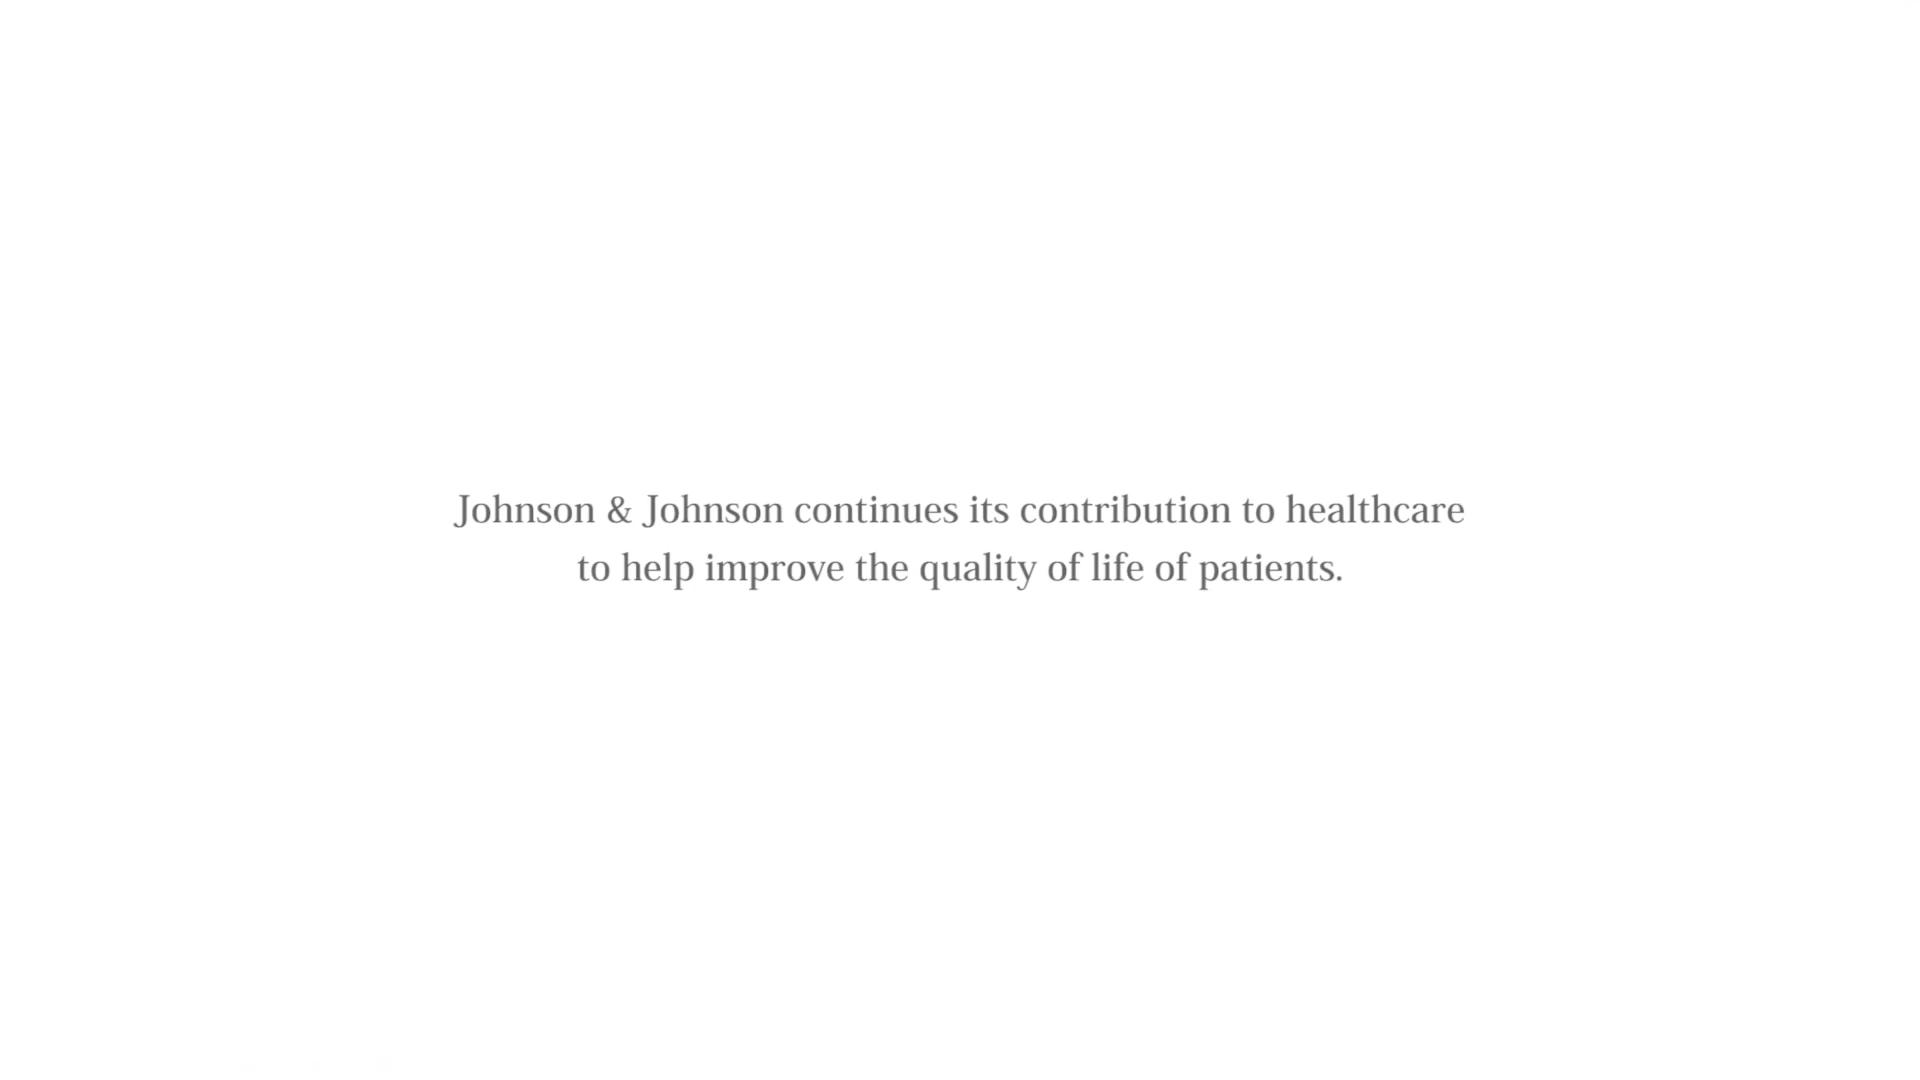 Johnson & Johnson continues its contribution to healthcare
to help improve the quality of life of patients.